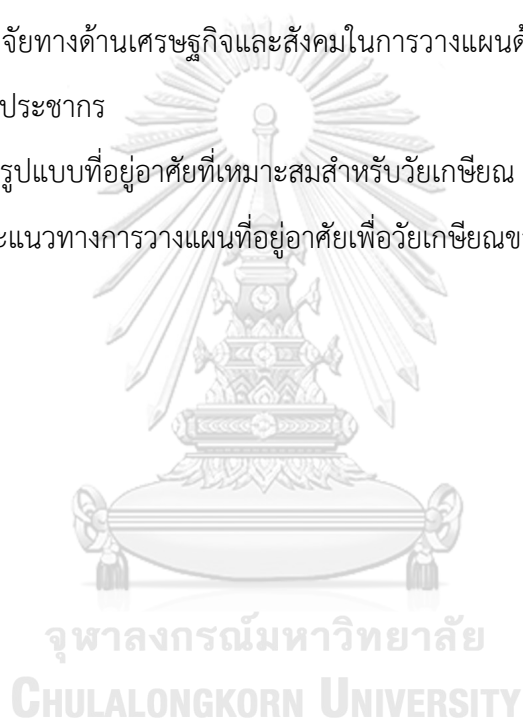 จัยทางด้านเศรษฐกิจและสังคมในการวางแผนด้
ประชากร
รูปแบบที่อยู่อาศัยที่เหมาะสมสำหรับวัยเกษียณ
ะแนวทางการวางแผนที่อยู่อาศัยเพื่อวัยเกษียณข
จุฬาลงกรณ์มหาวิทยาลัย
CHULALONGKORN UNIVERSITY